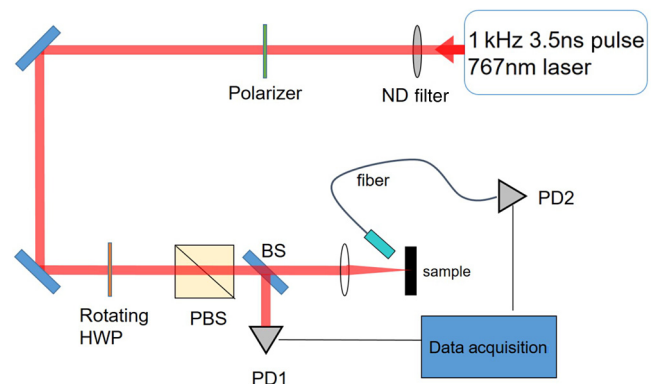 1 kHz 3.5ns pulse
767nm laser
Polarizer
ND filter
fiber
PD2
BS
sample
Rotating
HWP
PBS
Data acquisition
PD1